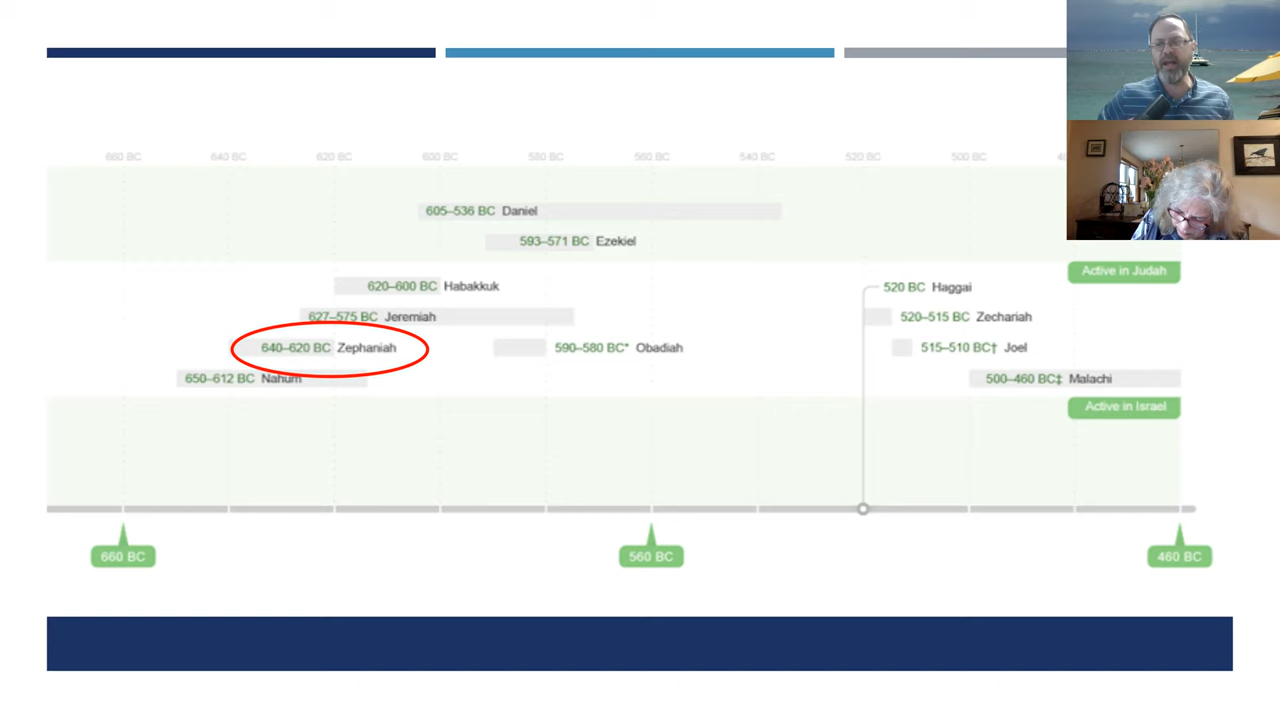 660 BC 640 BC 620 BC 600 BC 580 BC 560 BC 540 BC 520 BC 500 BC
605–536 BC Daniel
593–571 BC Ezekiel
Active in Judah
620–600 BC Habakkuk
520 BC Haggai
627–575 BC Jeremiah
520–515 BC Zechariah
640–620 BC Zephaniah
590–580 BC* Obadiah
515–510 BC† Joel
650–612 BC Nahum
500–460 BC‡ Malachi
Active in Israel
660 BC
560 BC
460 BC